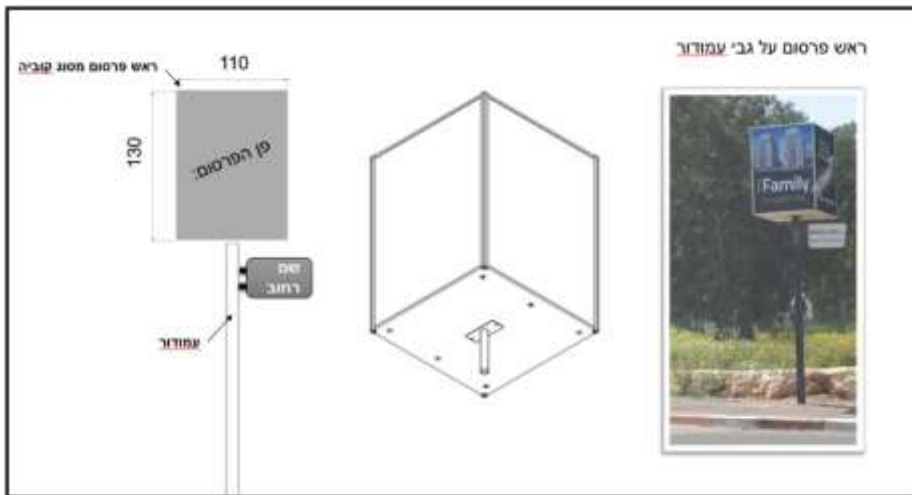 ראש פרסום על גבי עמודור
ראש פרסום מסוג קוביה
110
130
פן הפרסום:
שם
רחוב
עמודור
Family